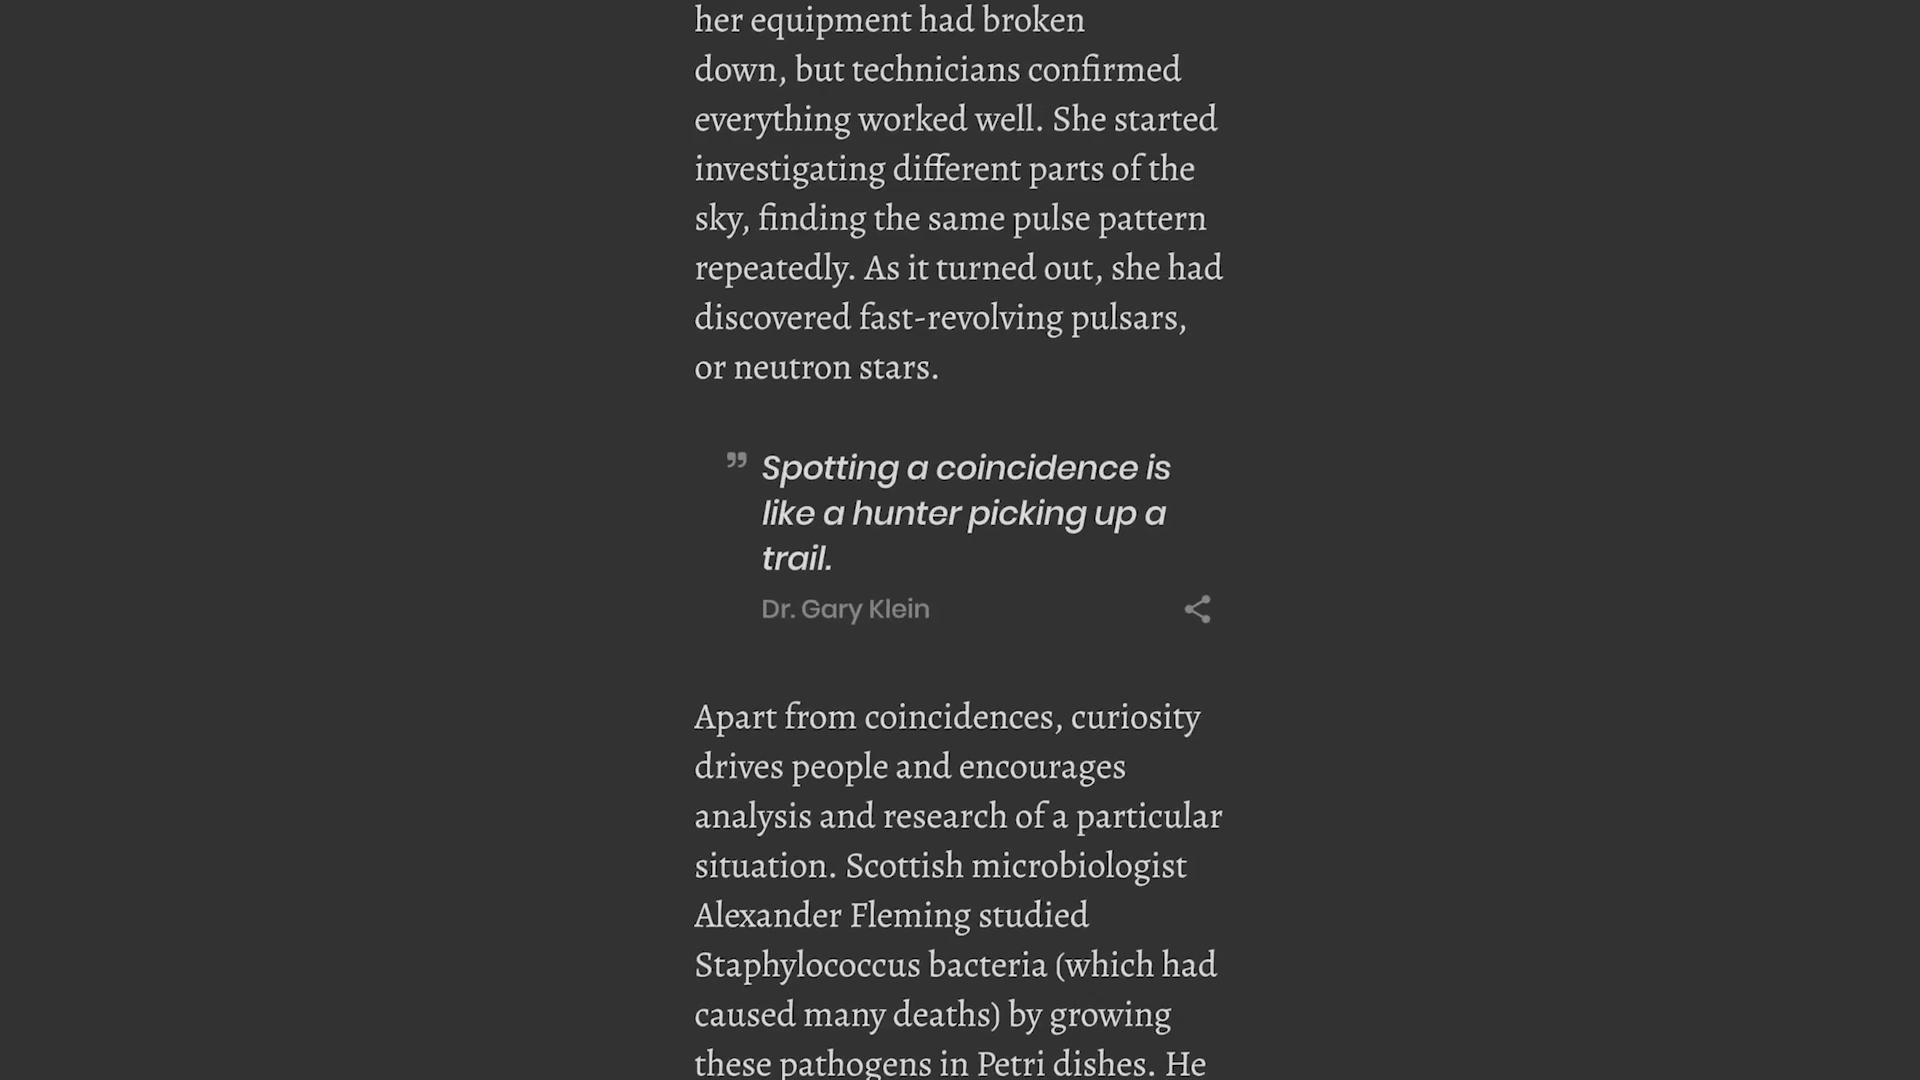 her equipment had broken
down, but technicians confirmed
everything worked well. She started
investigating different parts of the
sky, finding the same pulse pattern
repeatedly. As it turned out, she had
discovered fast-revolving pulsars,
or neutron stars.
” Spotting a coincidence is
like a hunter picking up a
trail.
Dr. Gary Klein
Apart from coincidences, curiosity
drives people and encourages
analysis and research of a particular
situation. Scottish microbiologist
Alexander Fleming studied
Staphylococcus bacteria (which had
caused many deaths) by growing
these pathogens in Petri dishes. He